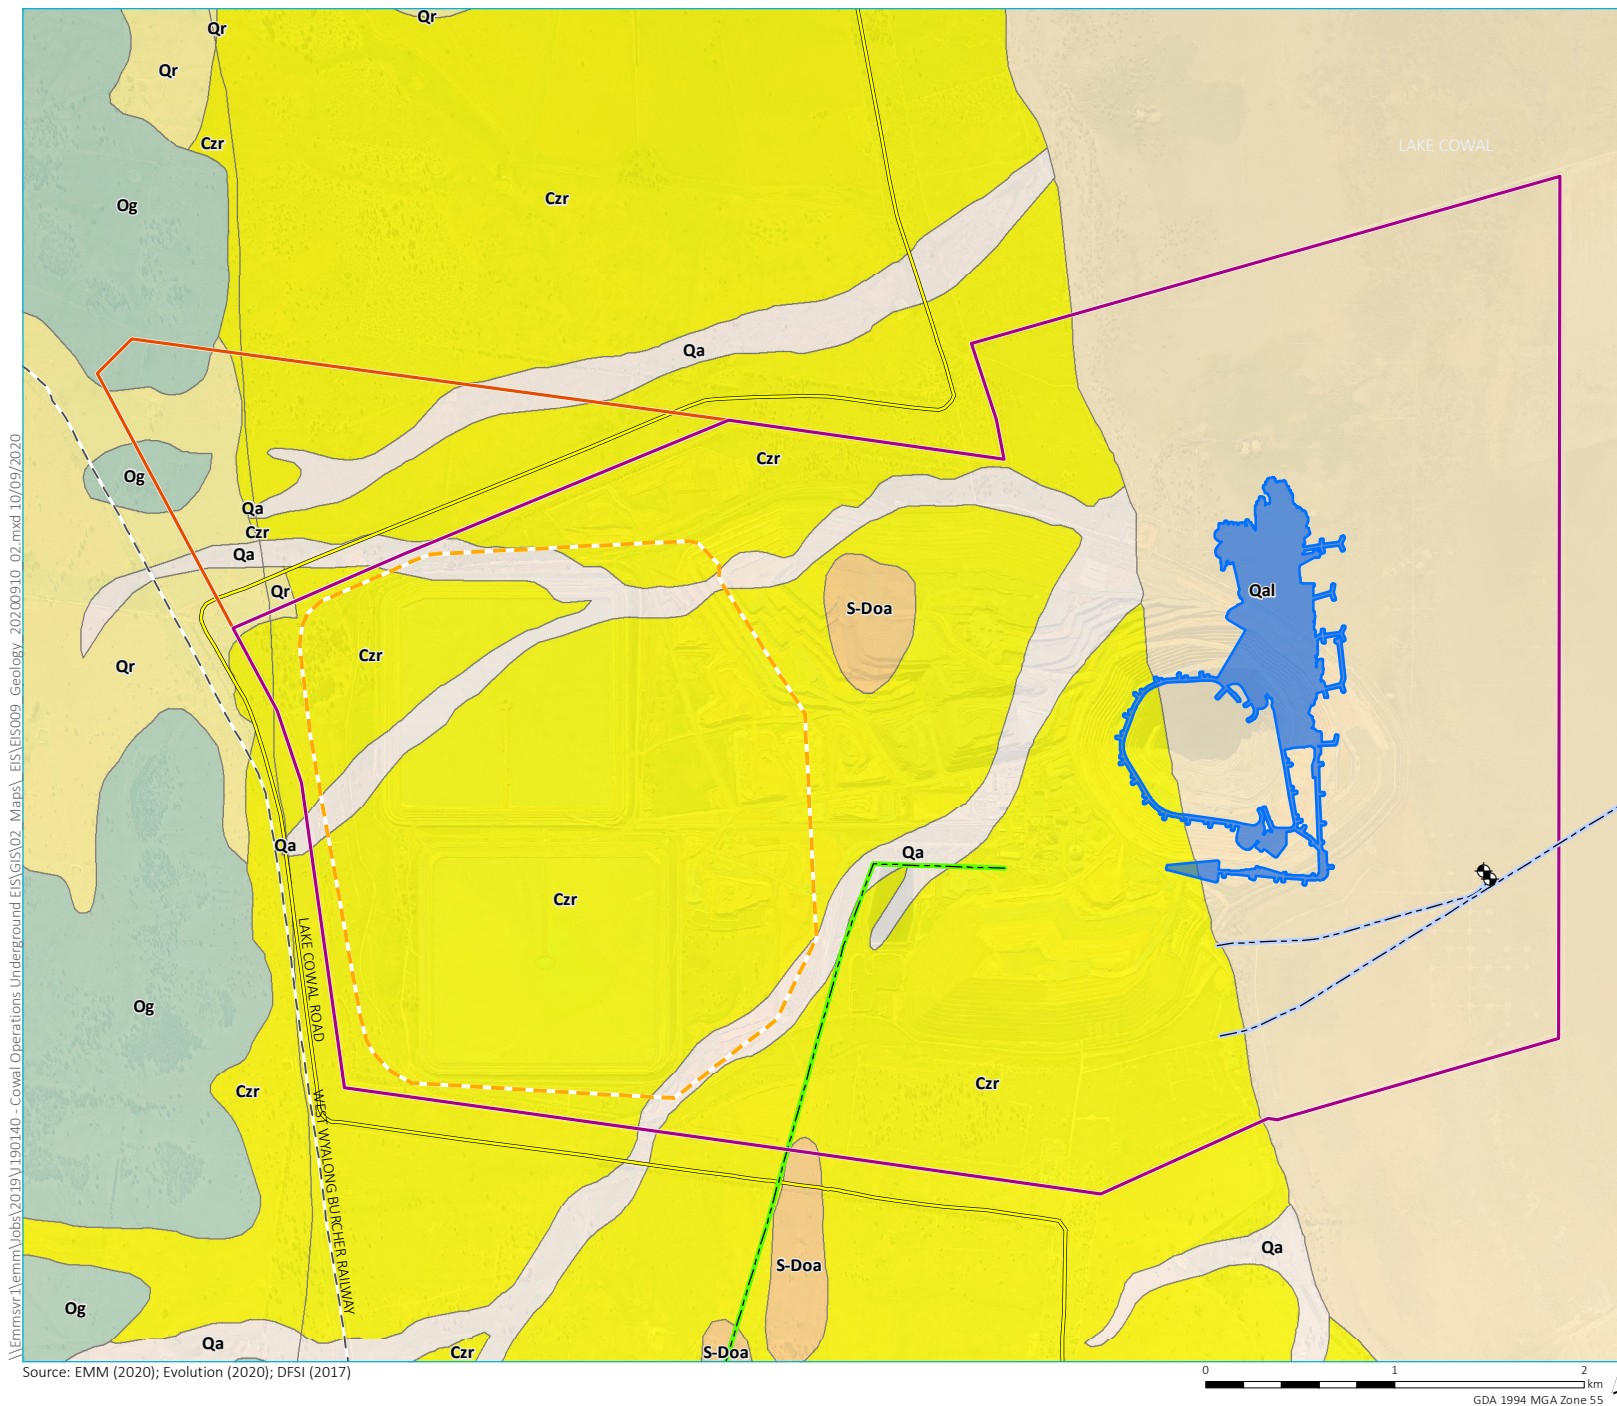 Qr
Qr
Qr
Czr
LAKE COWAL
Czr
Og
Qa
Czr
Og
Qa
Czr
Qa
Qr
Qal
S-Doa
Czr
Qr
Qa
Qa
Czr
LAKE COWAL ROAD
Og
Czr
Czr
WEST WYALONG BURCHER RAILWAY
Qa
S-Doa
Og
Qa
Czr
S-Doa
\\Emmsvr1\emm\Jobs\2019\J190140 - Cowal Operations Underground EIS\GIS\02_Maps\_EIS\EIS009_Geology_20200910_02.mxd 10/09/2020
Source: EMM (2020); Evolution (2020); DFSI (2017)
0 1 2
km
GDA 1994 MGA Zone 55